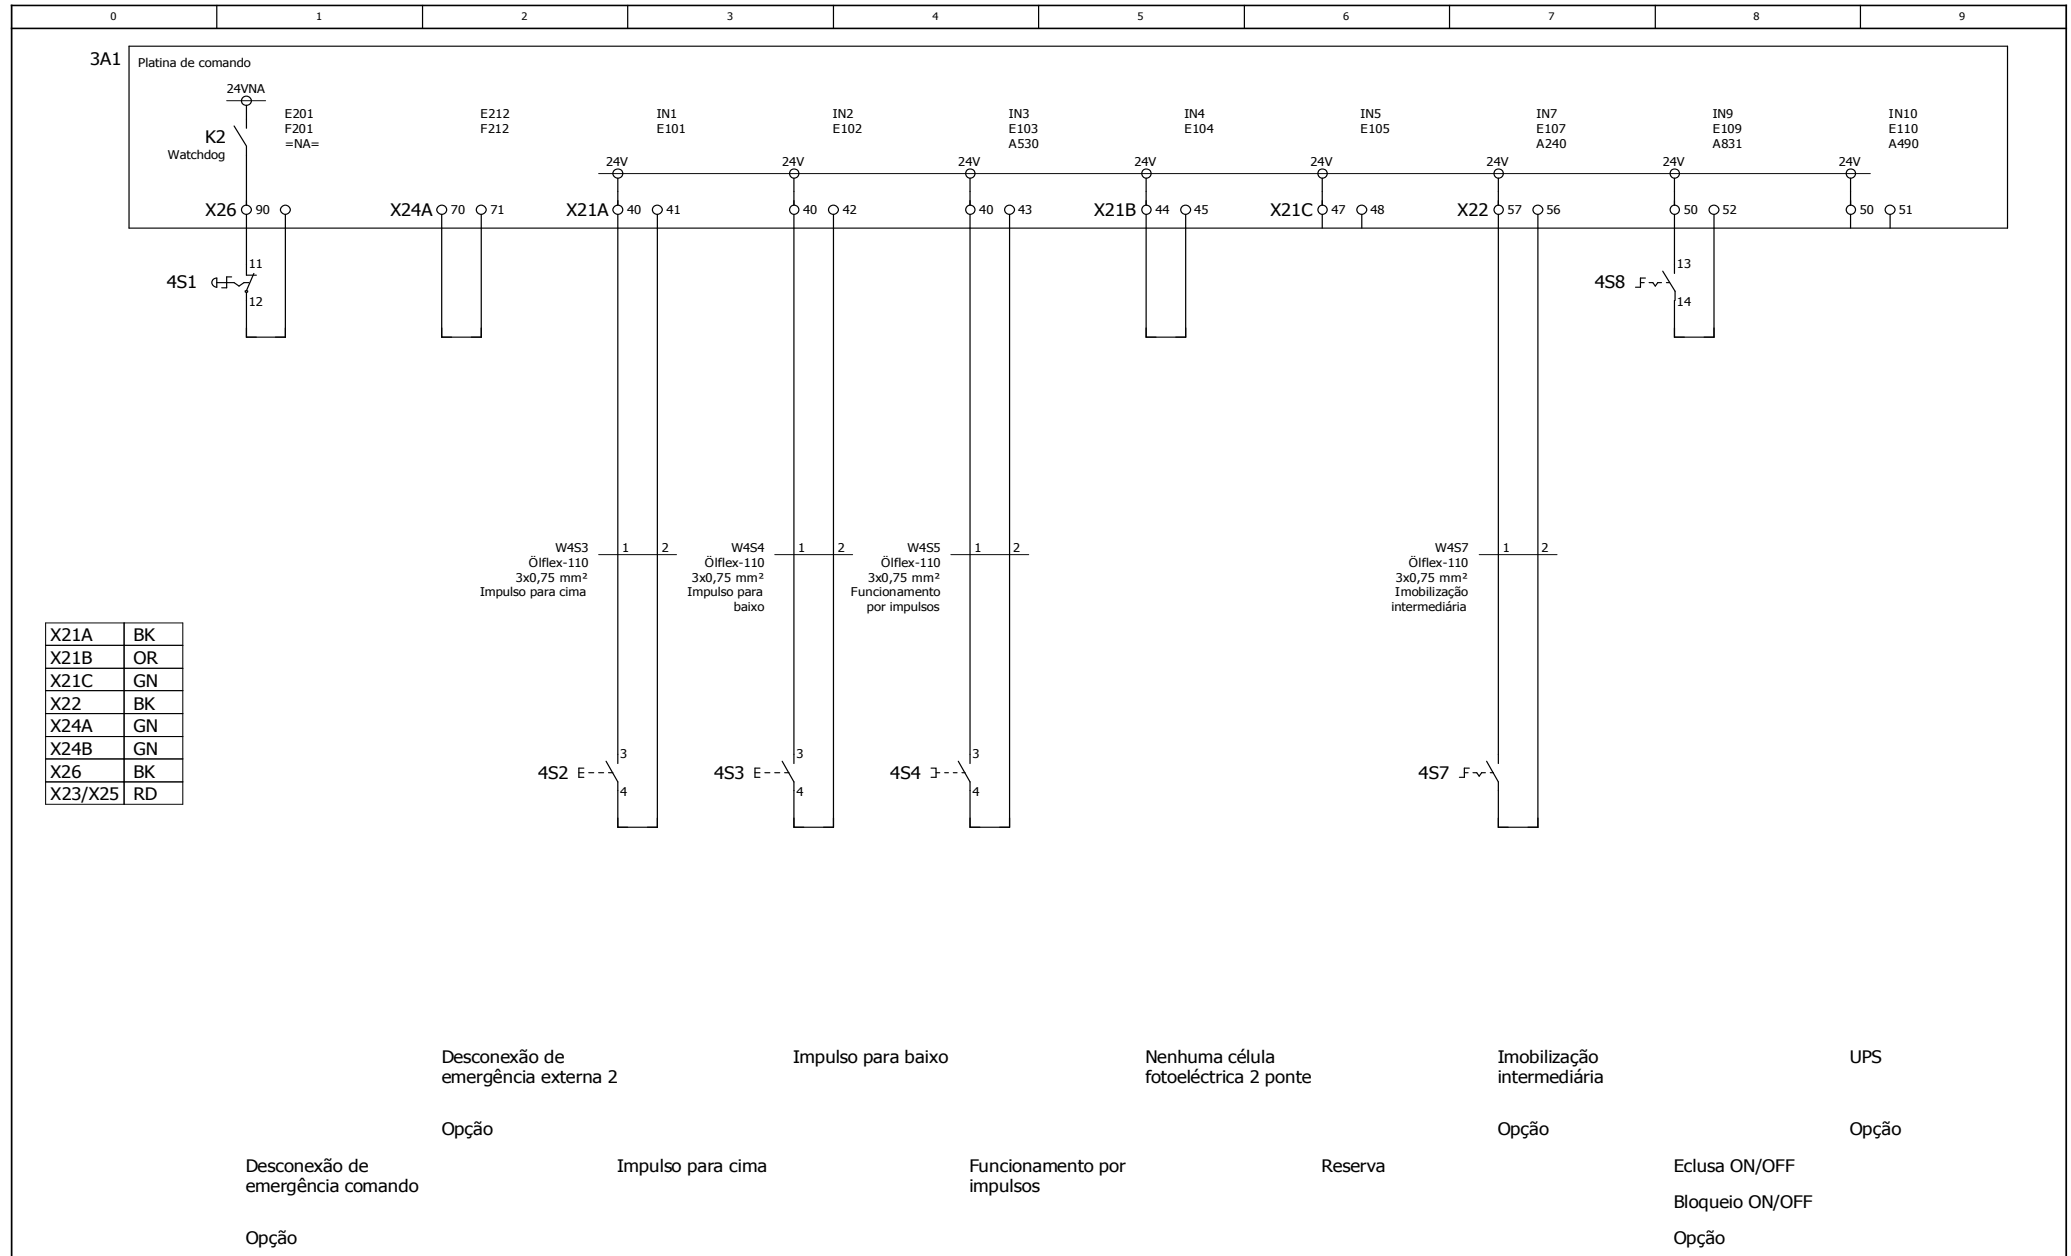 0 1 2 3 4 5 6 7 8 9
3A1 Platina de comando
24VNA
E201 E212 IN1 IN2 IN3 IN4 IN5 IN7 IN9 IN10
F201 F212 E101 E102 E103 E104 E105 E107 E109 E110
K2 =NA= A530 A240 A831 A490
Watchdog
24V 24V 24V 24V 24V 24V 24V 24V
X26 90 X24A 70 71 X21A 40 41 40 42 40 43 X21B 44 45 X21C 47 48 X22 57 56 50 52 50 51
11 13
4S1 4S8
12 14
W4S3 1 2 W4S4 1 2 W4S5 1 2 W4S7 1 2
Ölflex-110 Ölflex-110 Ölflex-110 Ölflex-110
3x0,75 mm² 3x0,75 mm² 3x0,75 mm² 3x0,75 mm²
Impulso para cima Impulso para Funcionamento Imobilização
baixo por impulsos intermediária
X21A BK
X21B OR
X21C GN
X22 BK
X24A GN
X24B GN
X26 BK
X23/X25 RD
3 3 3
4S2 4S3 4S4 4S7
4 4 4
Desconexão de Impulso para baixo Nenhuma célula Imobilização UPS
emergência externa 2 fotoeléctrica 2 ponte intermediária
Opção Opção Opção
Desconexão de Impulso para cima Funcionamento por Reserva Eclusa ON/OFF
emergência comando impulsos
Bloqueio ON/OFF
Opção Opção